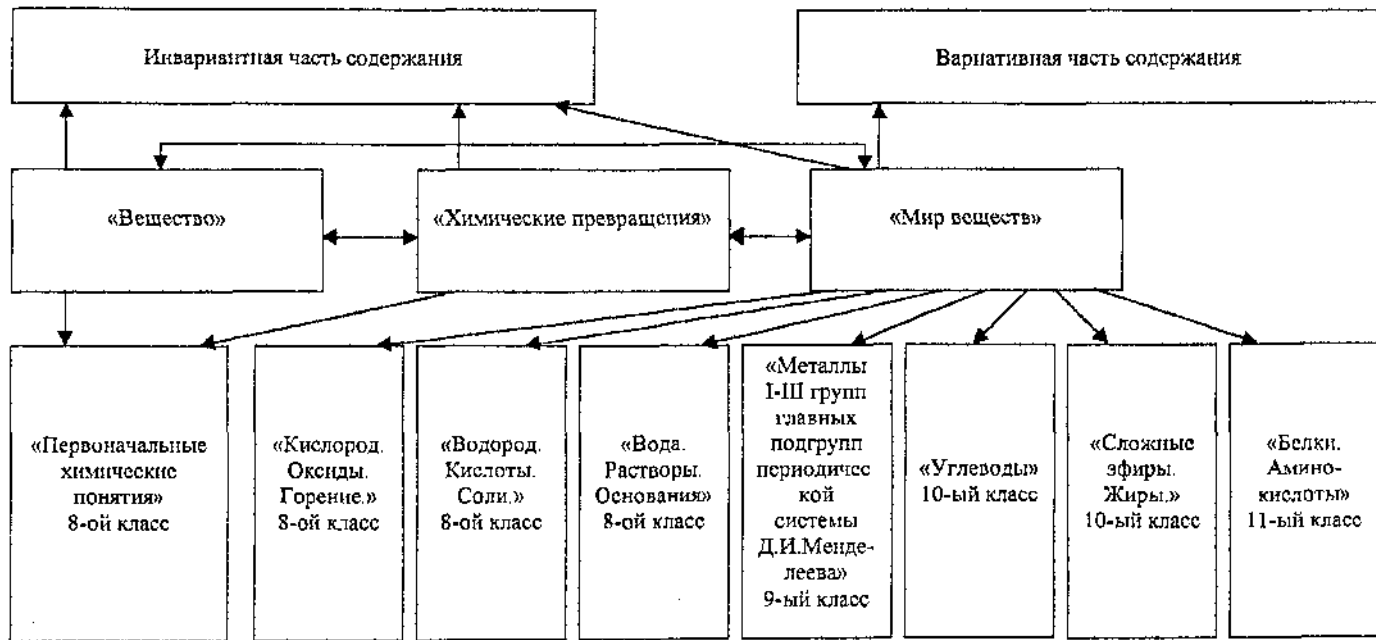 Инвариантная часть содержания
Вариативная часть содержания
«Вещество»
«Химические превращения»
«Мир веществ»
«Первоначальные
химические
понятия»
8-ой класс
«Кислород.
Оксиды.
Горение.»
8-ой класс
«Водород.
Кислоты.
Соли.»
8-ой класс
«Вода.
Растворы.
Основания»
8-ой класс
«Металлы
I-III групп
главных
подгрупп
периодичес
кой
системы
Д.И.Менде-
леева»
9-ый класс
«Углеводы»
10-ый класс
«Сложные
эфиры.
Жиры.»
10-ый класс
«Белки.
Амино-
кислоты»
11-ый класс